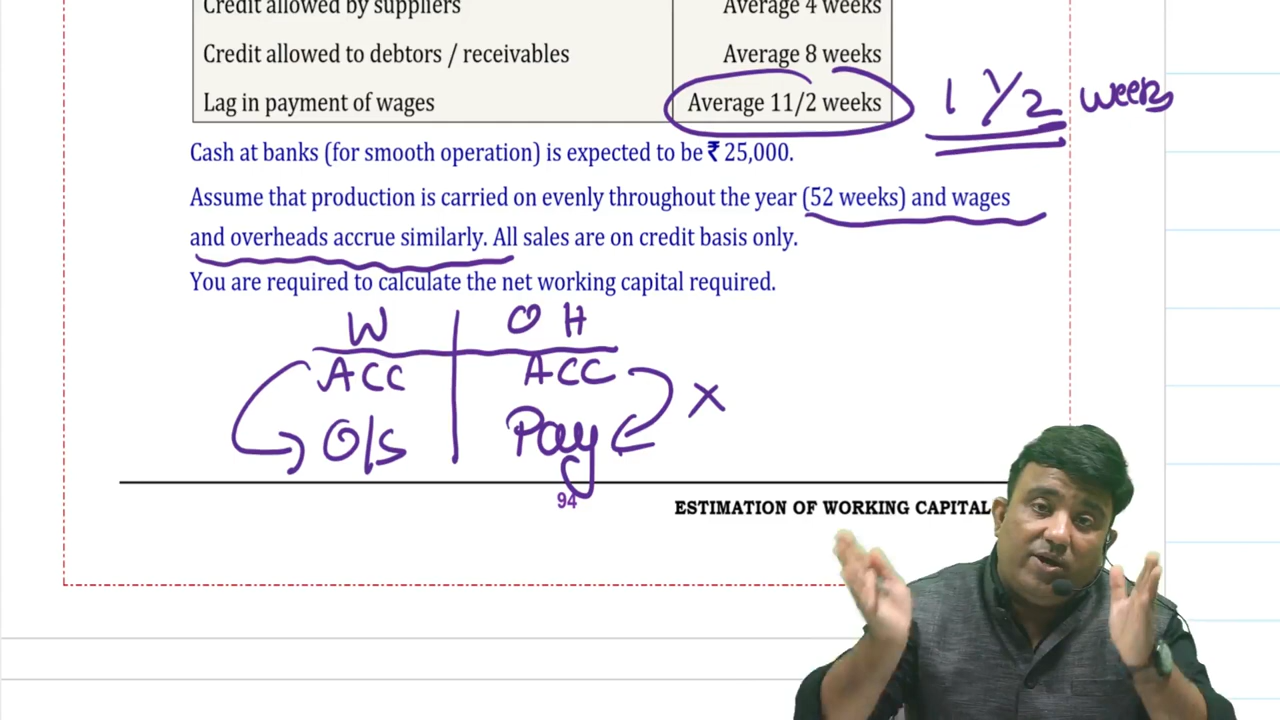 Credit allowed by suppliers Average 4 weeks
Credit allowed to debtors / receivables Average 8 weeks
Lag in payment of wages Average 11/2 weeks
1 1/2 weeks
Cash at banks (for smooth operation) is expected to be ₹ 25,000.
Assume that production is carried on evenly throughout the year (52 weeks) and wages
and overheads accrue similarly. All sales are on credit basis only.
You are required to calculate the net working capital required.
W OH
ACC ACC
O/S Pay ×
94 ESTIMATION OF WORKING CAPITAL